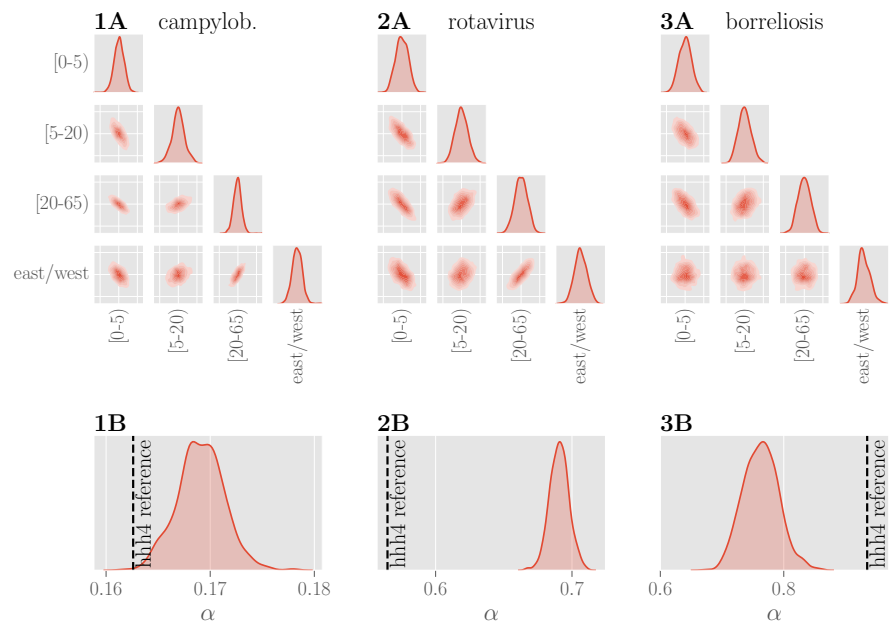 1A campylob. 2A rotavirus 3A borreliosis
[0-5)
[5-20)
[20-65)
east/west
[0-5) [5-20) [20-65) east/west [0-5) [5-20) [20-65) east/west [0-5) [5-20) [20-65) east/west
1B 2B 3B
hhh4 reference hhh4 reference hhh4 reference
0.16 0.17 0.18 0.6 0.7 0.6 0.8
α α α